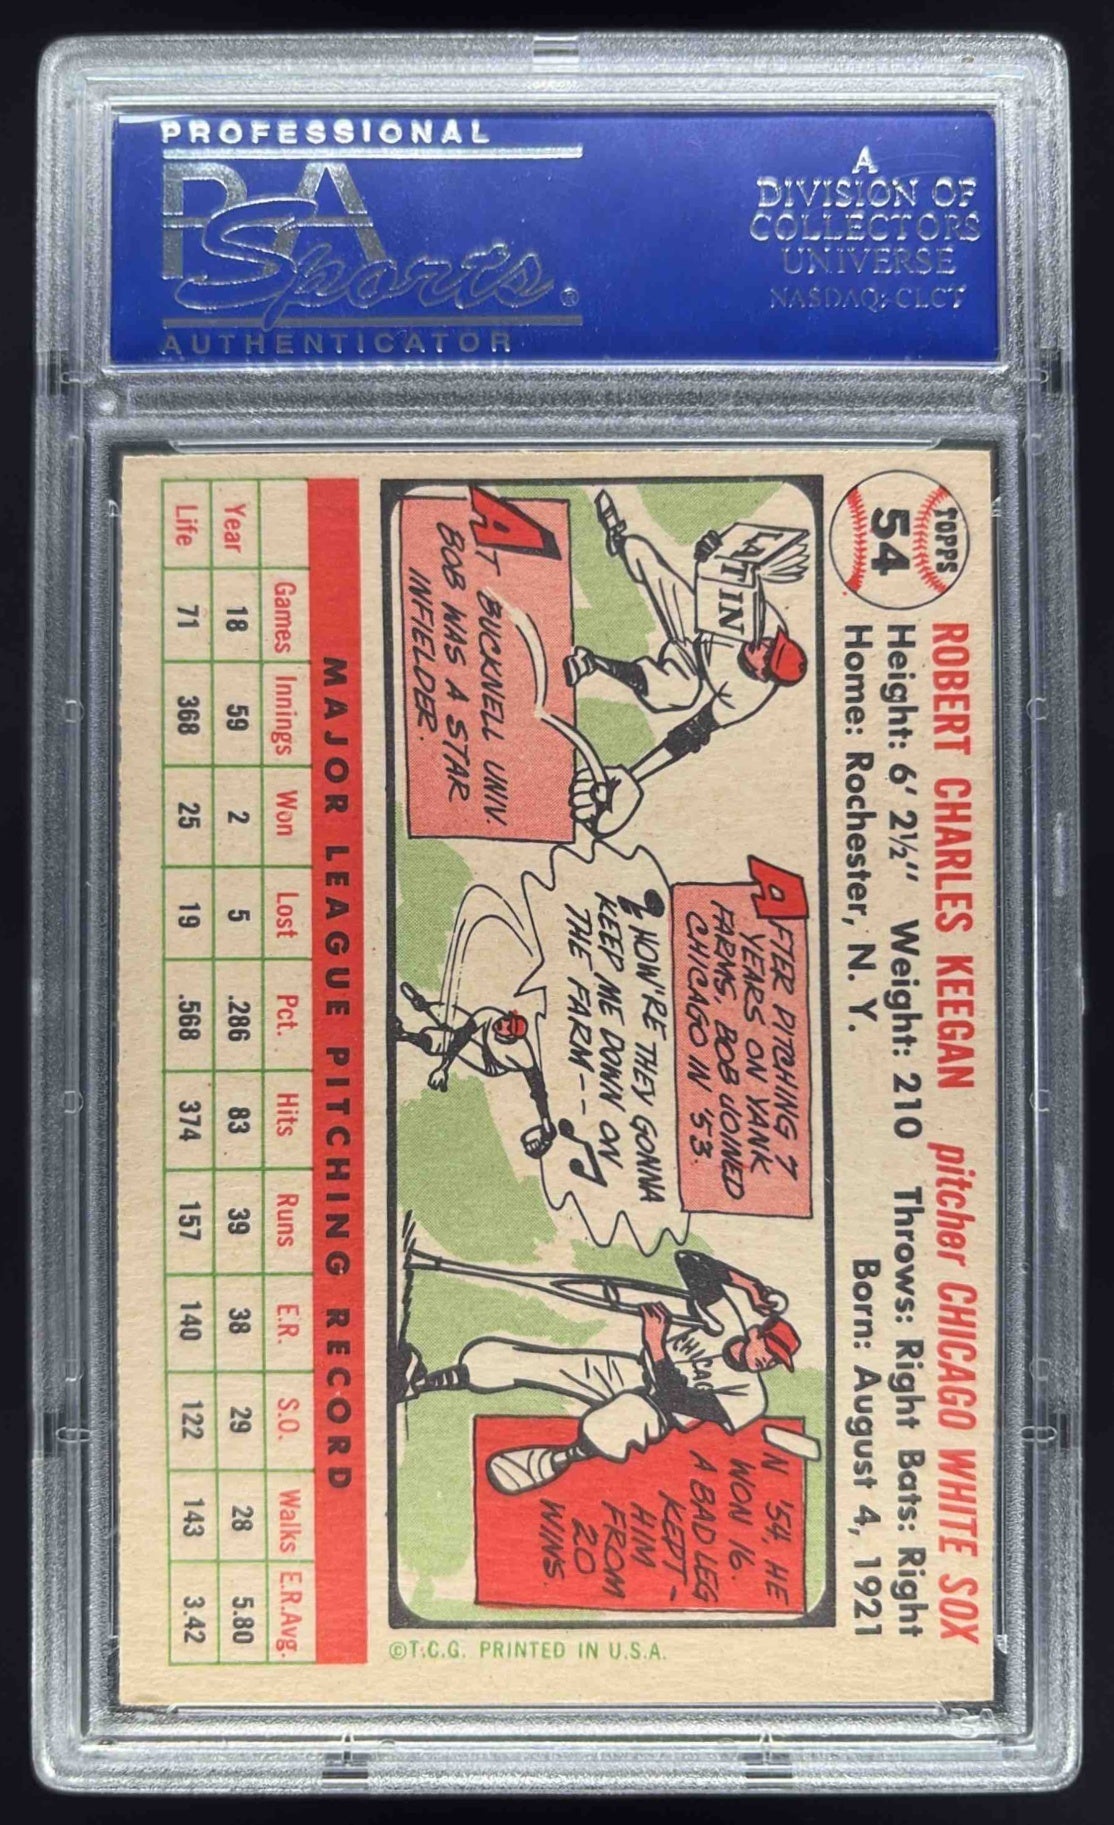 PROFESSIONAL
PSA
Sports®
AUTHENTICATOR
A
DIVISION OF
COLLECTORS
UNIVERSE
NASDAQ: CLCT
TOPPS
54
ROBERT CHARLES KEEGAN pitcher CHICAGO WHITE SOX
Height: 6' 2½" Weight: 210 Throws: Right Bats: Right
Home: Rochester, N. Y. Born: August 4, 1921
LATIN
AT BUCKNELL UNIV.
BOB WAS A STAR
INFIELDER.
AFTER PITCHING 7
YEARS ON YANK
FARMS, BOB JOINED
CHICAGO IN '53.
HOW'RE THEY GONNA
KEEP ME DOWN ON
THE FARM--
CHICAG
IN '54, HE
WON 16.
A BAD LEG
KEPT
HIM
FROM
20
WINS.
©T.C.G. PRINTED IN U.S.A.
MAJOR LEAGUE PITCHING RECORD
Games Innings Won Lost Pct. Hits Runs E.R. S.O. Walks E.R.Avg.
Year 18 59 2 5 .286 83 39 38 29 28 5.80
Life 71 368 25 19 .568 374 157 140 122 143 3.42